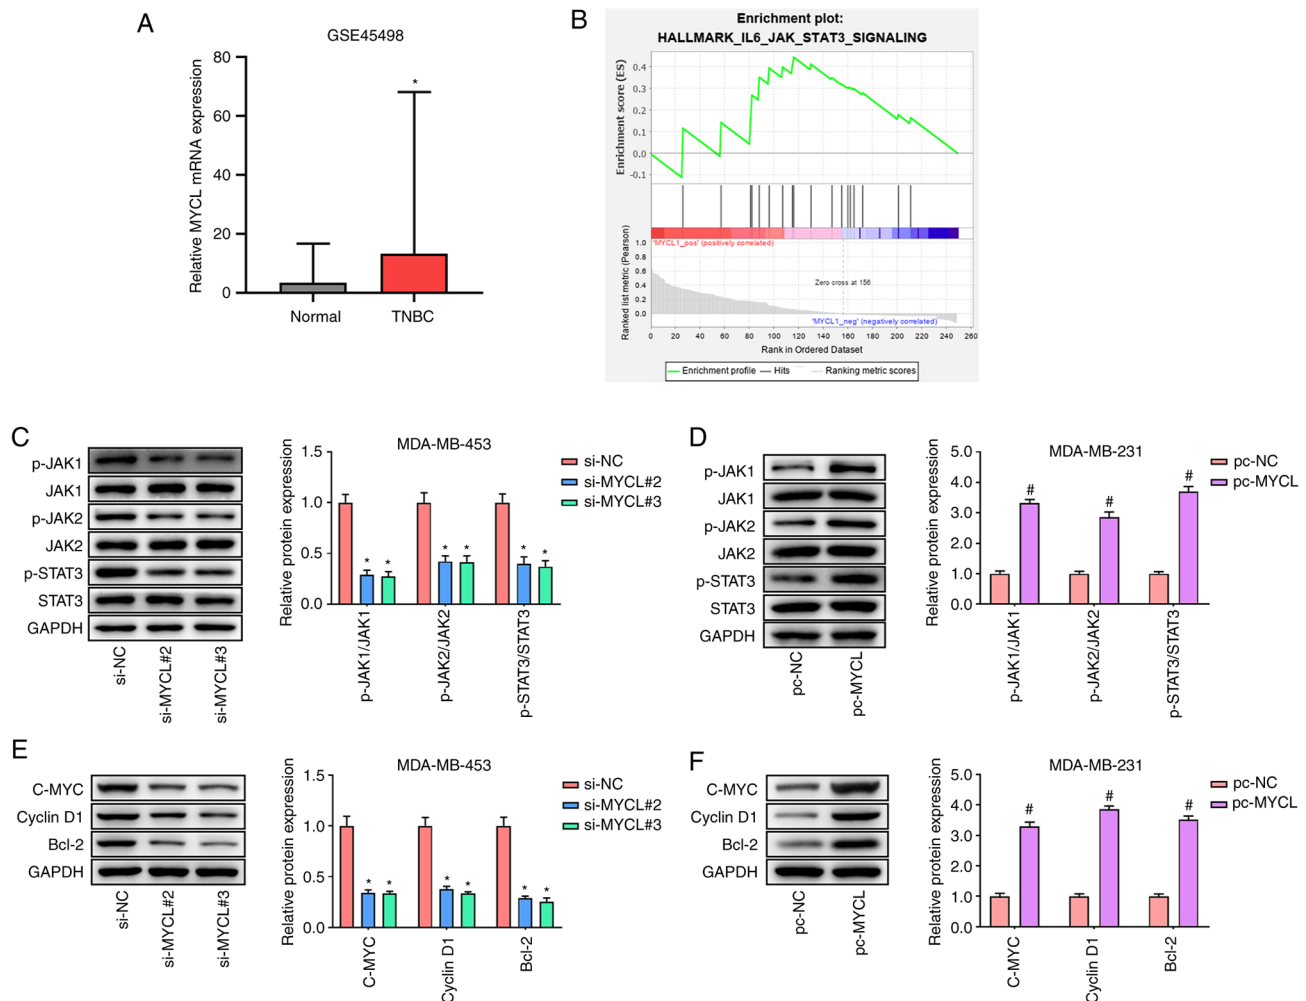 A
GSE45498
Relative MYCL mRNA expression
80
60
40
20
0
*
Normal
TNBC
B
Enrichment plot:
HALLMARK_IL6_JAK_STAT3_SIGNALING
Enrichment score (ES)
0.4
0.3
0.2
0.1
0.0
-0.1
'MYCL1_pos' (positively correlated)
Ranked list metric (Pearson)
1.0
0.8
0.6
0.4
0.2
0.0
Zero cross at 156
'MYCL1_neg' (negatively correlated)
0 20 40 60 80 100 120 140 160 180 200 220 240 260
Rank in Ordered Dataset
Enrichment profile Hits Ranking metric scores
C
p-JAK1
JAK1
p-JAK2
JAK2
p-STAT3
STAT3
GAPDH
si-NC
si-MYCL#2
si-MYCL#3
MDA-MB-453
Relative protein expression
1.5
1.0
0.5
0.0
* *
* *
* *
p-JAK1/JAK1
p-JAK2/JAK2
p-STAT3/STAT3
si-NC
si-MYCL#2
si-MYCL#3
D
p-JAK1
JAK1
p-JAK2
JAK2
p-STAT3
STAT3
GAPDH
pc-NC
pc-MYCL
MDA-MB-231
Relative protein expression
5.0
4.0
3.0
2.0
1.0
0.0
#
#
#
p-JAK1/JAK1
p-JAK2/JAK2
p-STAT3/STAT3
pc-NC
pc-MYCL
E
C-MYC
Cyclin D1
Bcl-2
GAPDH
si-NC
si-MYCL#2
si-MYCL#3
MDA-MB-453
Relative protein expression
1.5
1.0
0.5
0.0
* *
* *
* *
C-MYC
Cyclin D1
Bcl-2
si-NC
si-MYCL#2
si-MYCL#3
F
C-MYC
Cyclin D1
Bcl-2
GAPDH
pc-NC
pc-MYCL
MDA-MB-231
Relative protein expression
5.0
4.0
3.0
2.0
1.0
0.0
#
#
#
C-MYC
Cyclin D1
Bcl-2
pc-NC
pc-MYCL